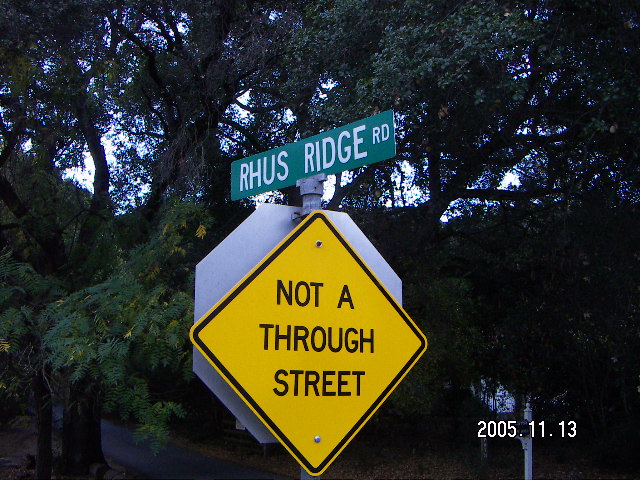 RHUS RIDGE RD
NOT A
THROUGH
STREET
2005.11.13